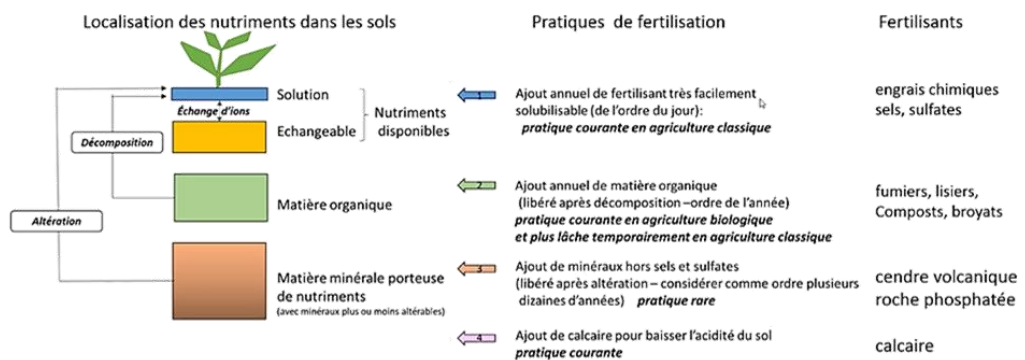 Localisation des nutriments dans les sols
Pratiques de fertilisation
Fertilisants
Solution
Échange d'ions
Echangeable
Nutriments
disponibles
Décomposition
Matière organique
Altération
Matière minérale porteuse
de nutriments
(avec minéraux plus ou moins altérables)
1
Ajout annuel de fertilisant très facilement
solubilisable (de l'ordre du jour):
pratique courante en agriculture classique
engrais chimiques
sels, sulfates
2
Ajout annuel de matière organique
(libéré après décomposition –ordre de l'année)
pratique courante en agriculture biologique
et plus lâche temporairement en agriculture classique
fumiers, lisiers,
Composts, broyats
3
Ajout de minéraux hors sels et sulfates
(libéré après altération – considérer comme ordre plusieurs
dizaines d'années) pratique rare
cendre volcanique
roche phosphatée
4
Ajout de calcaire pour baisser l'acidité du sol
pratique courante
calcaire